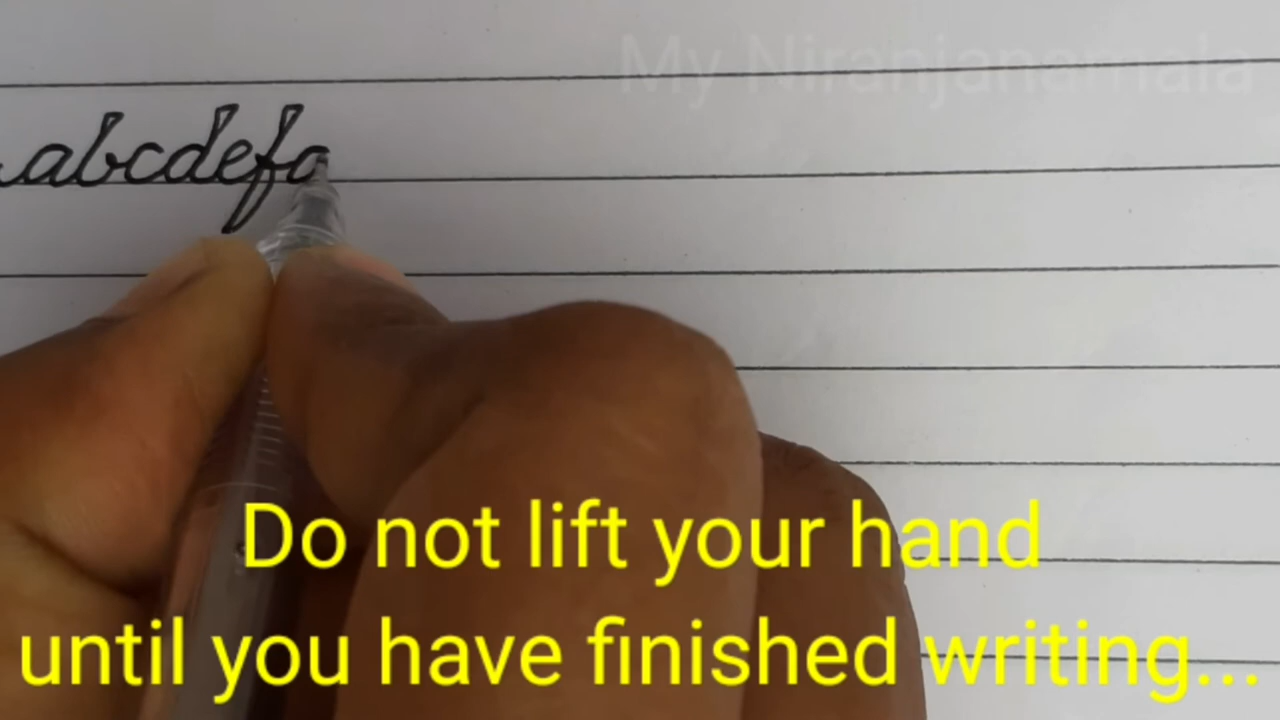 My Niranjanamala
abcdef
Do not lift your hand
until you have finished writing...